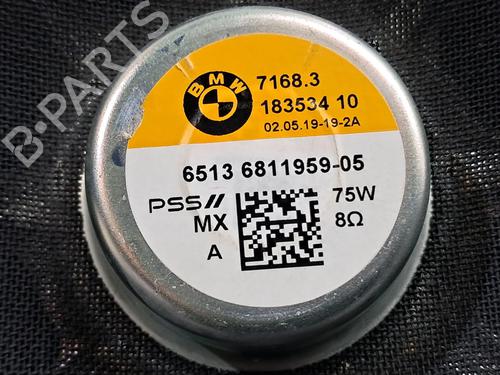 B-PARTS
BMW
7168.3
183534 10
02.05.19-19-2A
6513 6811959-05
PSS//
MX
75W
8Ω
A